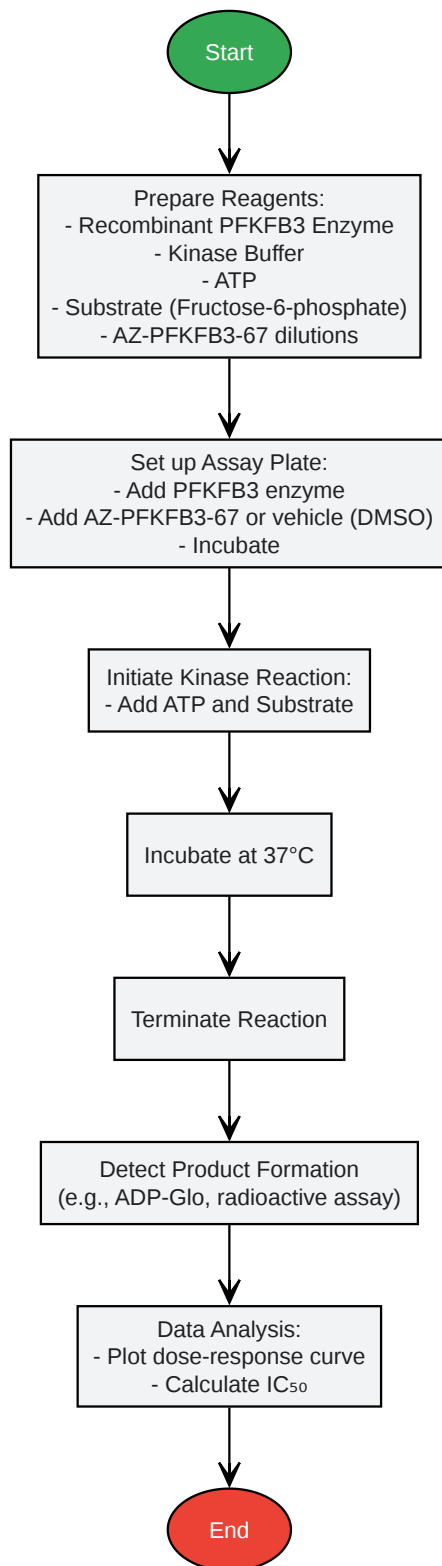 Start
Prepare Reagents:
- Recombinant PFKFB3 Enzyme
- Kinase Buffer
- ATP
- Substrate (Fructose-6-phosphate)
- AZ-PFKFB3-67 dilutions
Set up Assay Plate:
- Add PFKFB3 enzyme
- Add AZ-PFKFB3-67 or vehicle (DMSO)
- Incubate
Initiate Kinase Reaction:
- Add ATP and Substrate
Incubate at 37°C
Terminate Reaction
Detect Product Formation
(e.g., ADP-Glo, radioactive assay)
Data Analysis:
- Plot dose-response curve
- Calculate IC₅₀
End